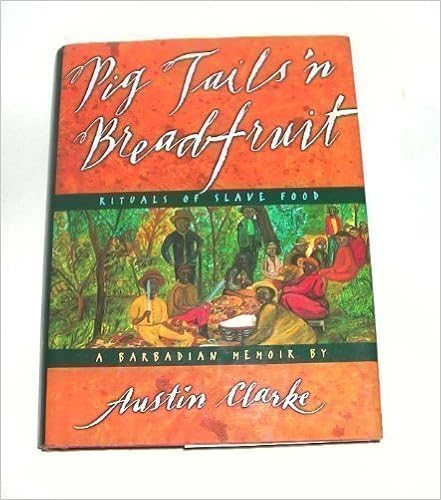 Pig Tails 'n
Breadfruit
RITUALS OF SLAVE FOOD
A BARBADIAN MEMOIR BY
Austin Clarke